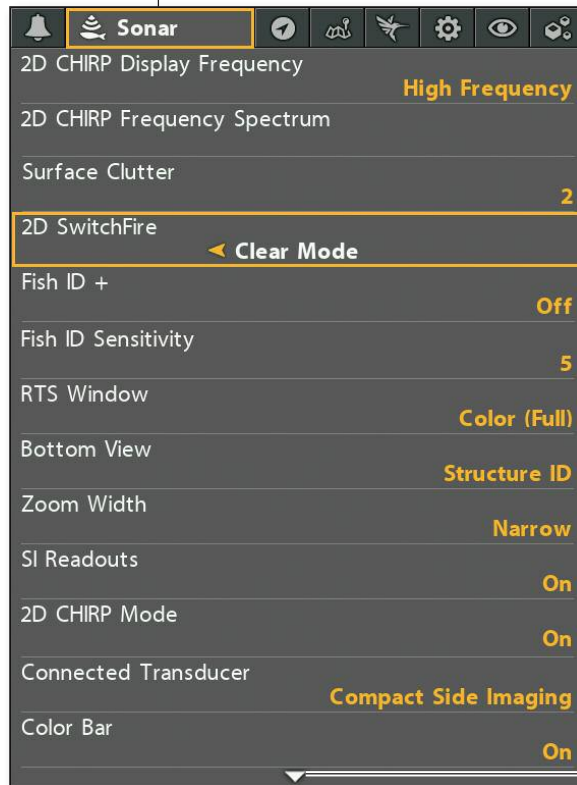 Sonar
2D CHIRP Display Frequency
High Frequency
2D CHIRP Frequency Spectrum
Surface Clutter
2
2D SwitchFire
Clear Mode
Fish ID +
Off
Fish ID Sensitivity
5
RTS Window
Color (Full)
Bottom View
Structure ID
Zoom Width
Narrow
SI Readouts
On
2D CHIRP Mode
On
Connected Transducer
Compact Side Imaging
Color Bar
On